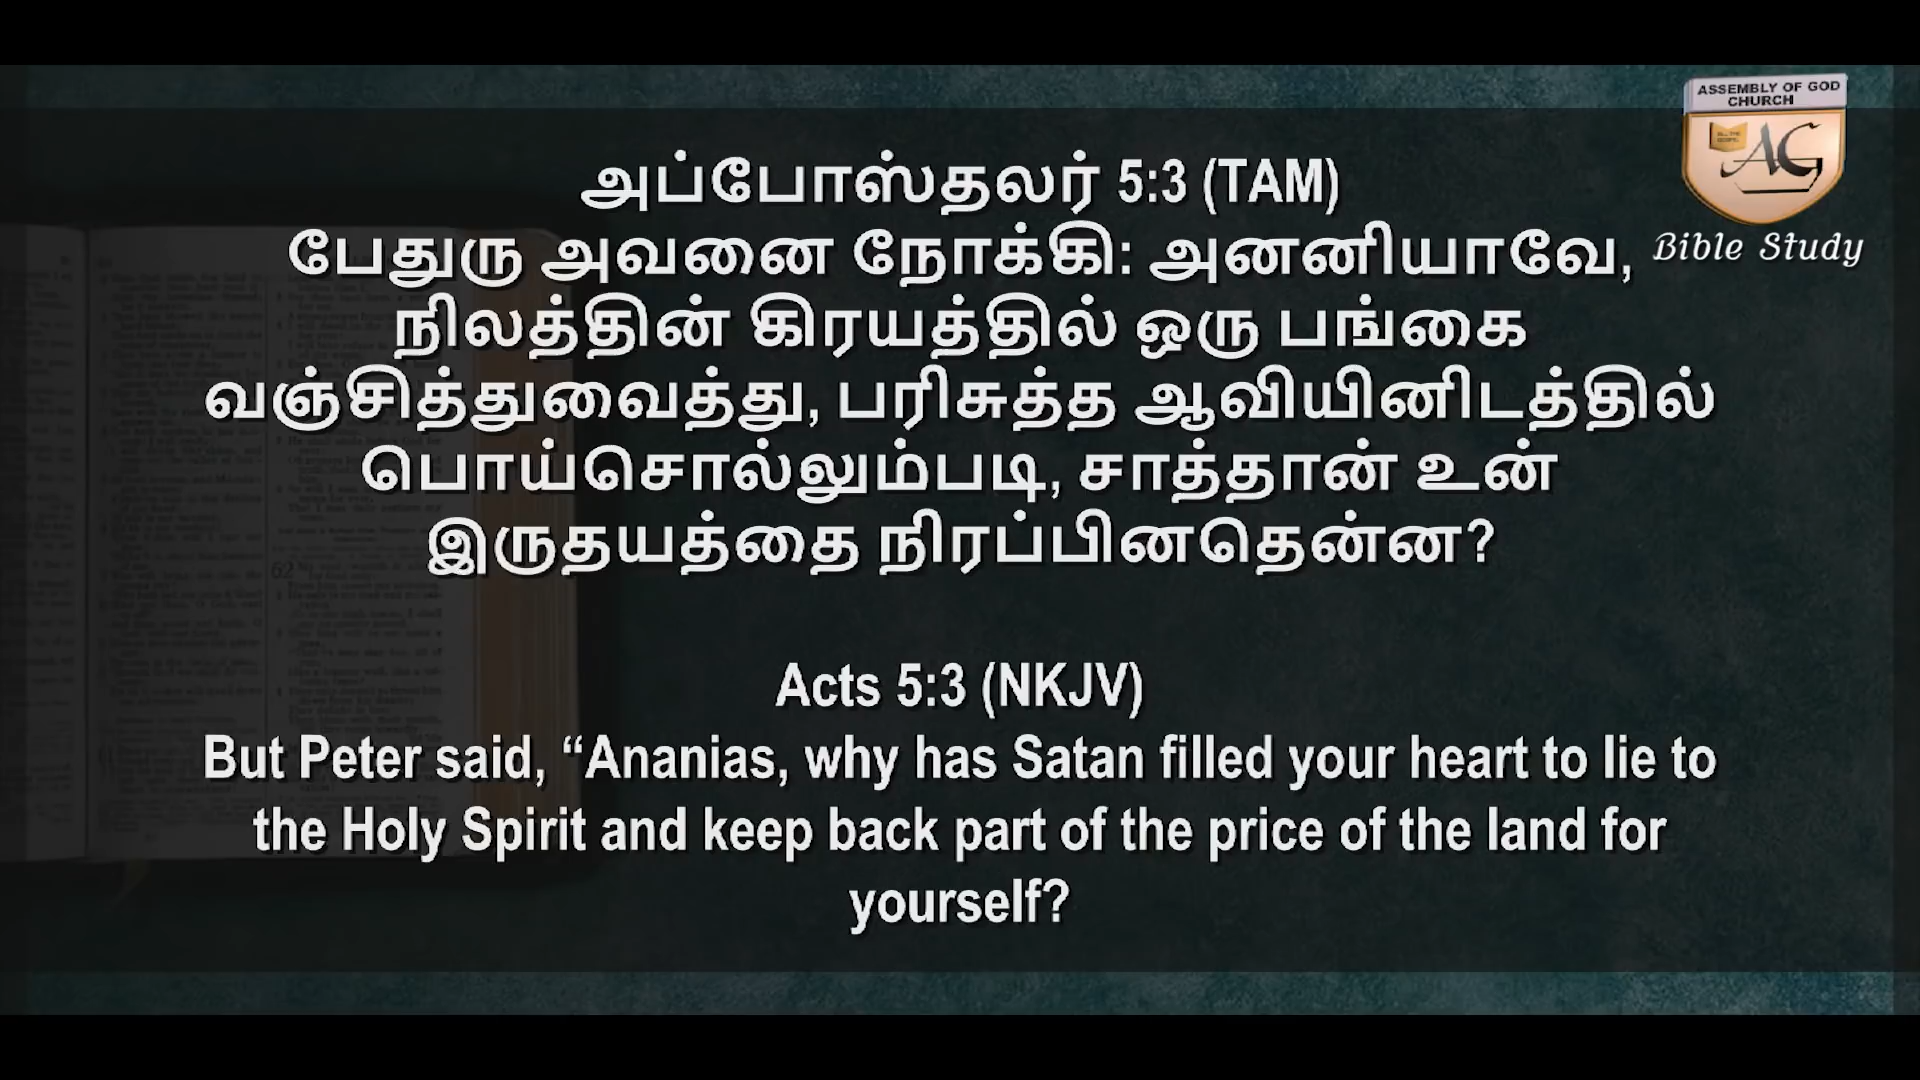 ASSEMBLY OF GOD
CHURCH
AG
Bible Study
அப்போஸ்தலர் 5:3 (TAM)
பேதுரு அவனை நோக்கி: அனனியாவே,
நிலத்தின் கிரயத்தில் ஒரு பங்கை
வஞ்சித்துவைத்து, பரிசுத்த ஆவியினிடத்தில்
பொய்சொல்லும்படி, சாத்தான் உன்
இருதயத்தை நிரப்பினதென்ன?
Acts 5:3 (NKJV)
But Peter said, “Ananias, why has Satan filled your heart to lie to
the Holy Spirit and keep back part of the price of the land for
yourself?